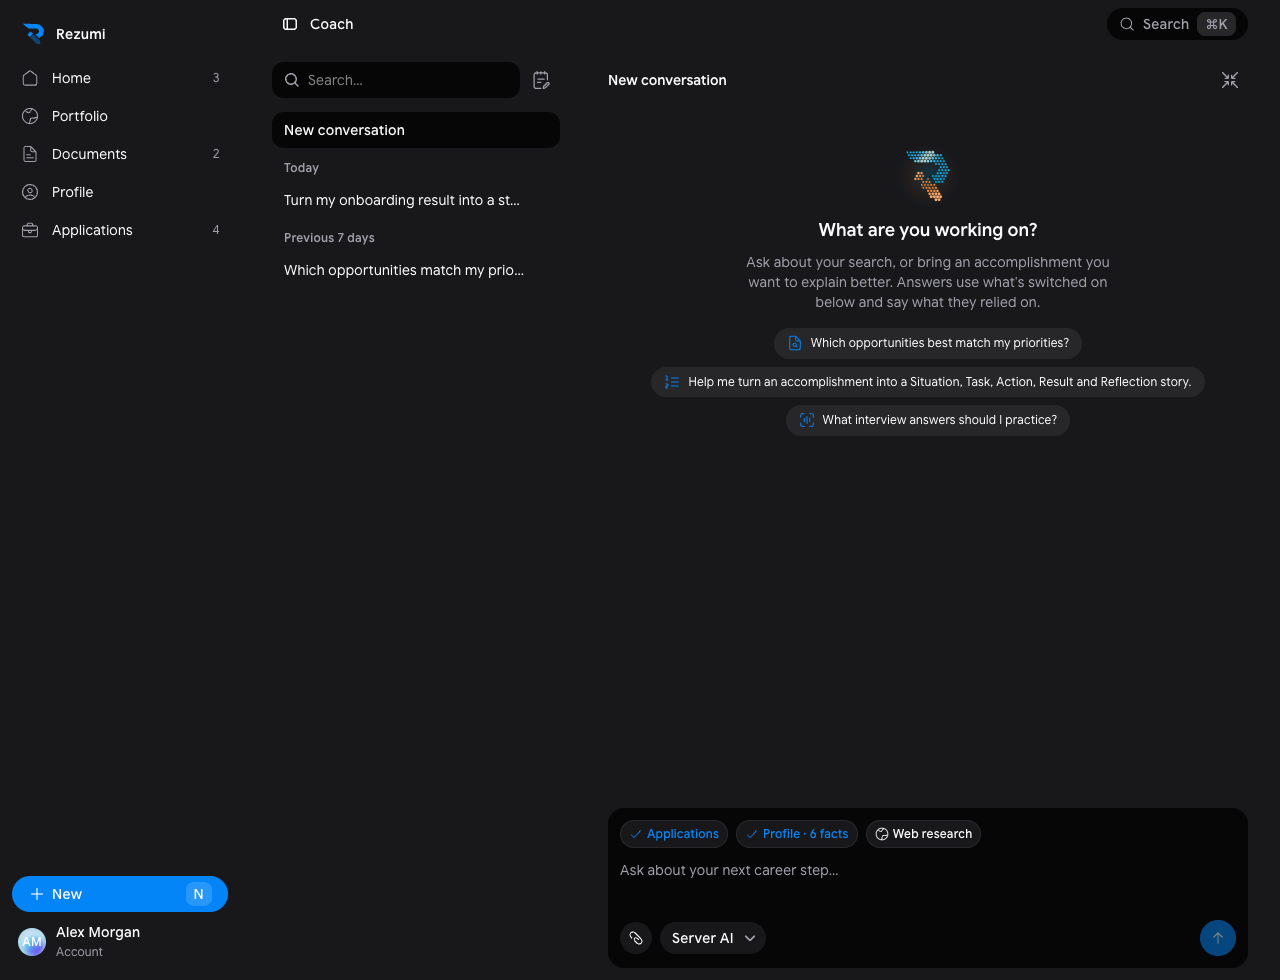 Rezumi
Home 3
Portfolio
Documents 2
Profile
Applications 4
New N
AM
Alex Morgan
Account
Coach
Search ⌘K
Search...
New conversation
Today
Turn my onboarding result into a st...
Previous 7 days
Which opportunities match my prio...
New conversation
What are you working on?
Ask about your search, or bring an accomplishment you
want to explain better. Answers use what's switched on
below and say what they relied on.
Which opportunities best match my priorities?
Help me turn an accomplishment into a Situation, Task, Action, Result and Reflection story.
What interview answers should I practice?
Applications Profile · 6 facts Web research
Ask about your next career step...
Server AI